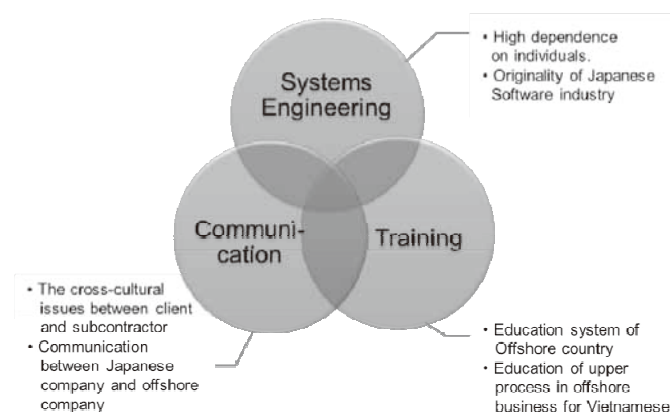 Systems
Engineering
• High dependence
on individuals.
• Originality of Japanese
Software industry
Communi-
cation
Training
• The cross-cultural
issues between client
and subcontractor
• Communication
between Japanese
company and offshore
company
• Education system of
Offshore country
• Education of upper
process in offshore
business for Vietnamese